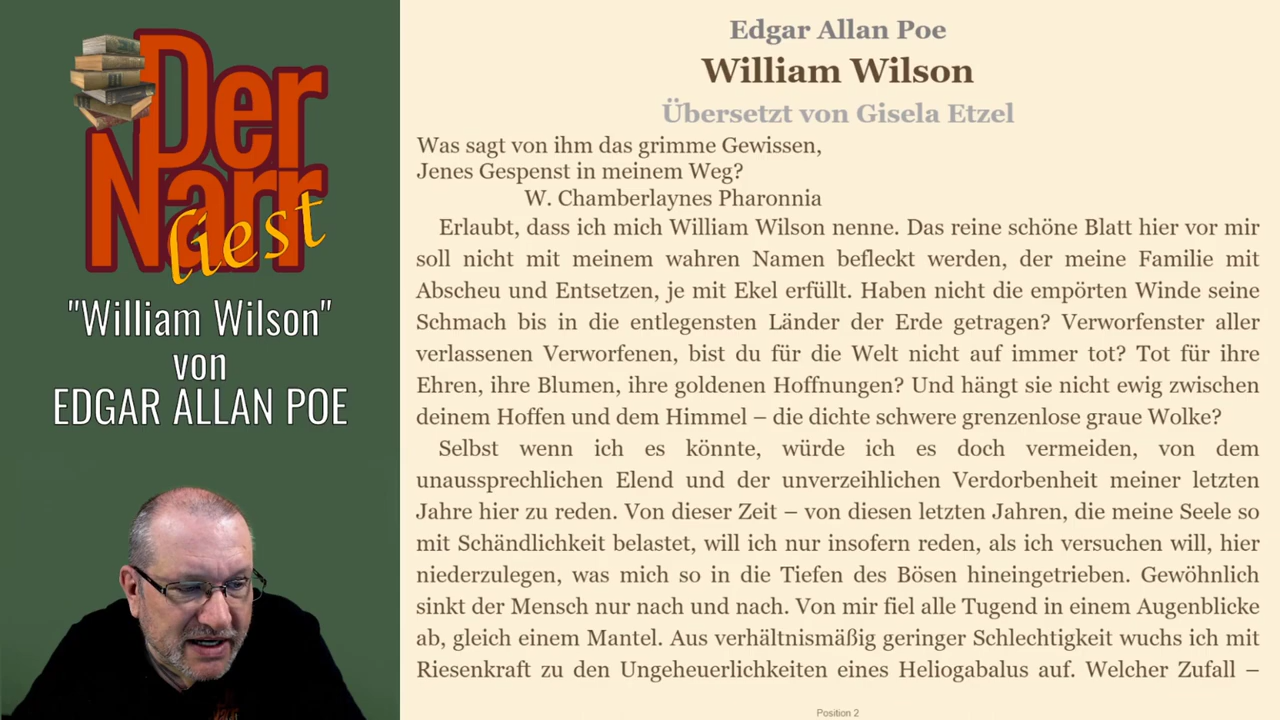 Der
Narr
liest
"William Wilson"
von
EDGAR ALLAN POE
Edgar Allan Poe
William Wilson
Übersetzt von Gisela Etzel
Was sagt von ihm das grimme Gewissen,
Jenes Gespenst in meinem Weg?
W. Chamberlaynes Pharonnia
Erlaubt, dass ich mich William Wilson nenne. Das reine schöne Blatt hier vor mir
soll nicht mit meinem wahren Namen befleckt werden, der meine Familie mit
Abscheu und Entsetzen, je mit Ekel erfüllt. Haben nicht die empörten Winde seine
Schmach bis in die entlegensten Länder der Erde getragen? Verworfenster aller
verlassenen Verworfenen, bist du für die Welt nicht auf immer tot? Tot für ihre
Ehren, ihre Blumen, ihre goldenen Hoffnungen? Und hängt sie nicht ewig zwischen
deinem Hoffen und dem Himmel – die dichte schwere grenzenlose graue Wolke?
Selbst wenn ich es könnte, würde ich es doch vermeiden, von dem
unaussprechlichen Elend und der unverzeihlichen Verdorbenheit meiner letzten
Jahre hier zu reden. Von dieser Zeit – von diesen letzten Jahren, die meine Seele so
mit Schändlichkeit belastet, will ich nur insofern reden, als ich versuchen will, hier
niederzulegen, was mich so in die Tiefen des Bösen hineingetrieben. Gewöhnlich
sinkt der Mensch nur nach und nach. Von mir fiel alle Tugend in einem Augenblicke
ab, gleich einem Mantel. Aus verhältnismäßig geringer Schlechtigkeit wuchs ich mit
Riesenkraft zu den Ungeheuerlichkeiten eines Heliogabalus auf. Welcher Zufall –
Position 2